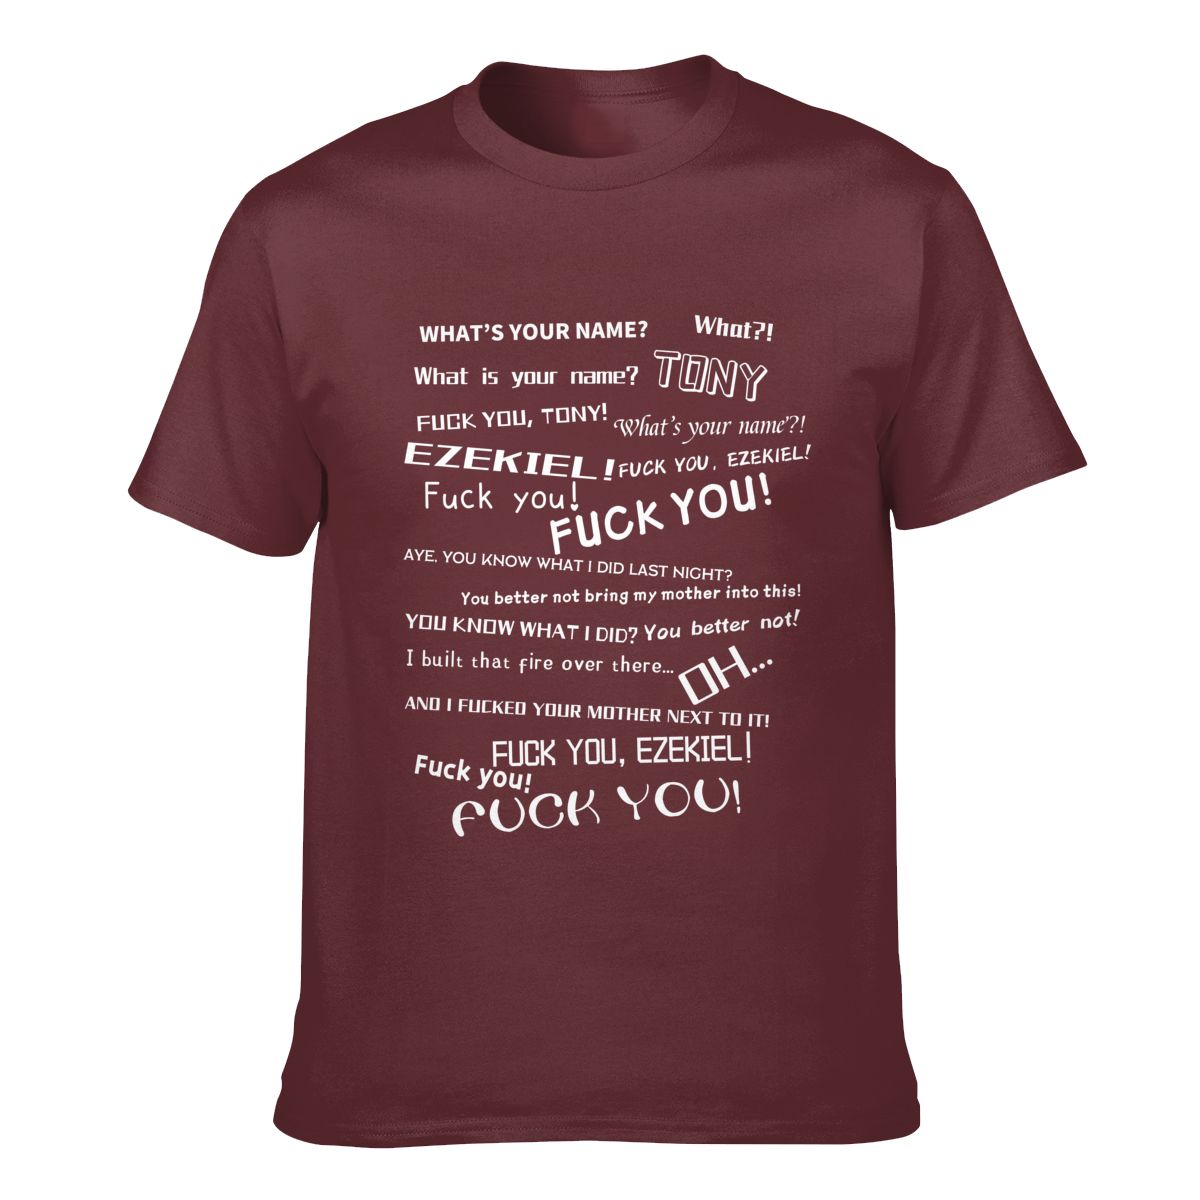 WHAT'S YOUR NAME? What?!
What is your name? TONY
FUCK YOU, TONY! What's your name?!
EZEKIEL! FUCK YOU, EZEKIEL!
Fuck you! FUCK YOU!
AYE, YOU KNOW WHAT I DID LAST NIGHT?
You better not bring my mother into this!
YOU KNOW WHAT I DID? You better not!
I built that fire over there... OH...
AND I FUCKED YOUR MOTHER NEXT TO IT!
FUCK YOU, EZEKIEL!
Fuck you!
FUCK YOU!